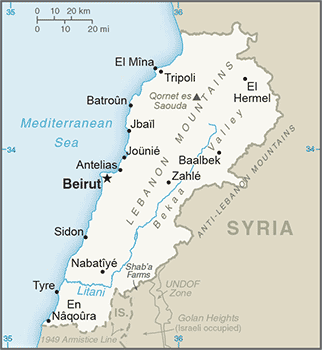 35
36
0 10 20 km
0 10 20 mi
El Mîna
Tripoli
Qornet es
Saouda
El
Hermel
Batroûn
Mediterranean
Sea
Jbaïl
LEBANON MOUNTAINS
34
34
Joûnié
Antelias
Beirut
Baalbek
Zahlé
Bekaa Valley
ANTI-LEBANON MOUNTAINS
SYRIA
Sidon
Nabatîyé
Shab'a
Farms
UNDOF
Zone
Tyre
Litani
En
Nâqoûra
IS.
Golan Heights
(Israeli occupied)
1949 Armistice Line
35
36